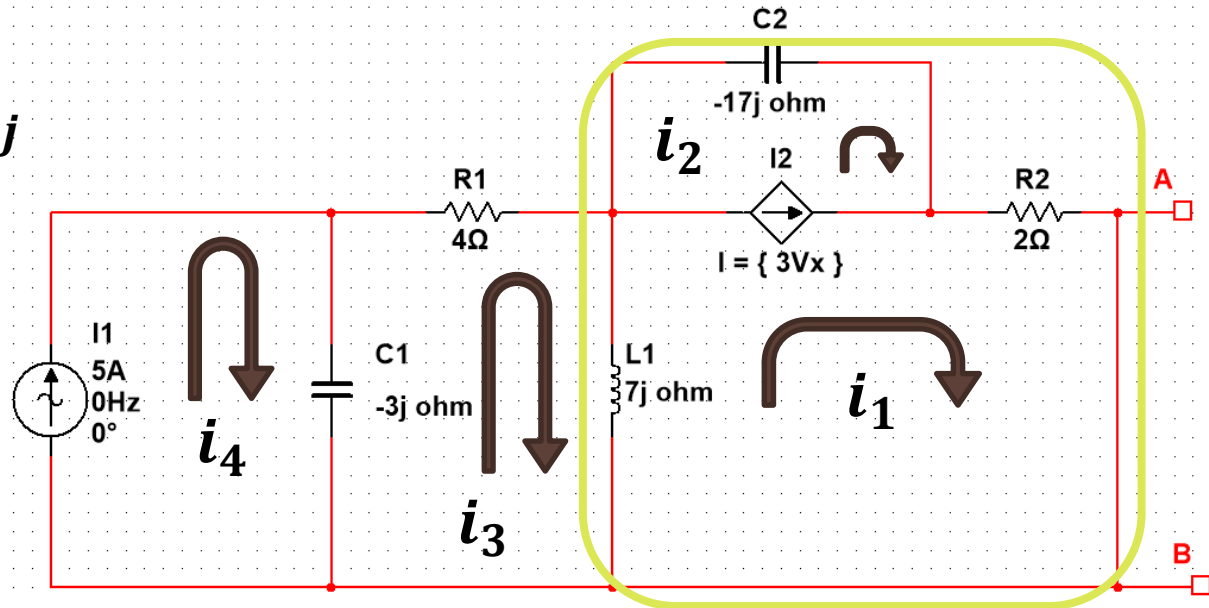 C2
-17j ohm
j
i₂
I2
R1
R2
A
4Ω
2Ω
I = { 3Vx }
I1
5A
0Hz
0°
C1
-3j ohm
L1
7j ohm
i₁
i₄
i₃
B